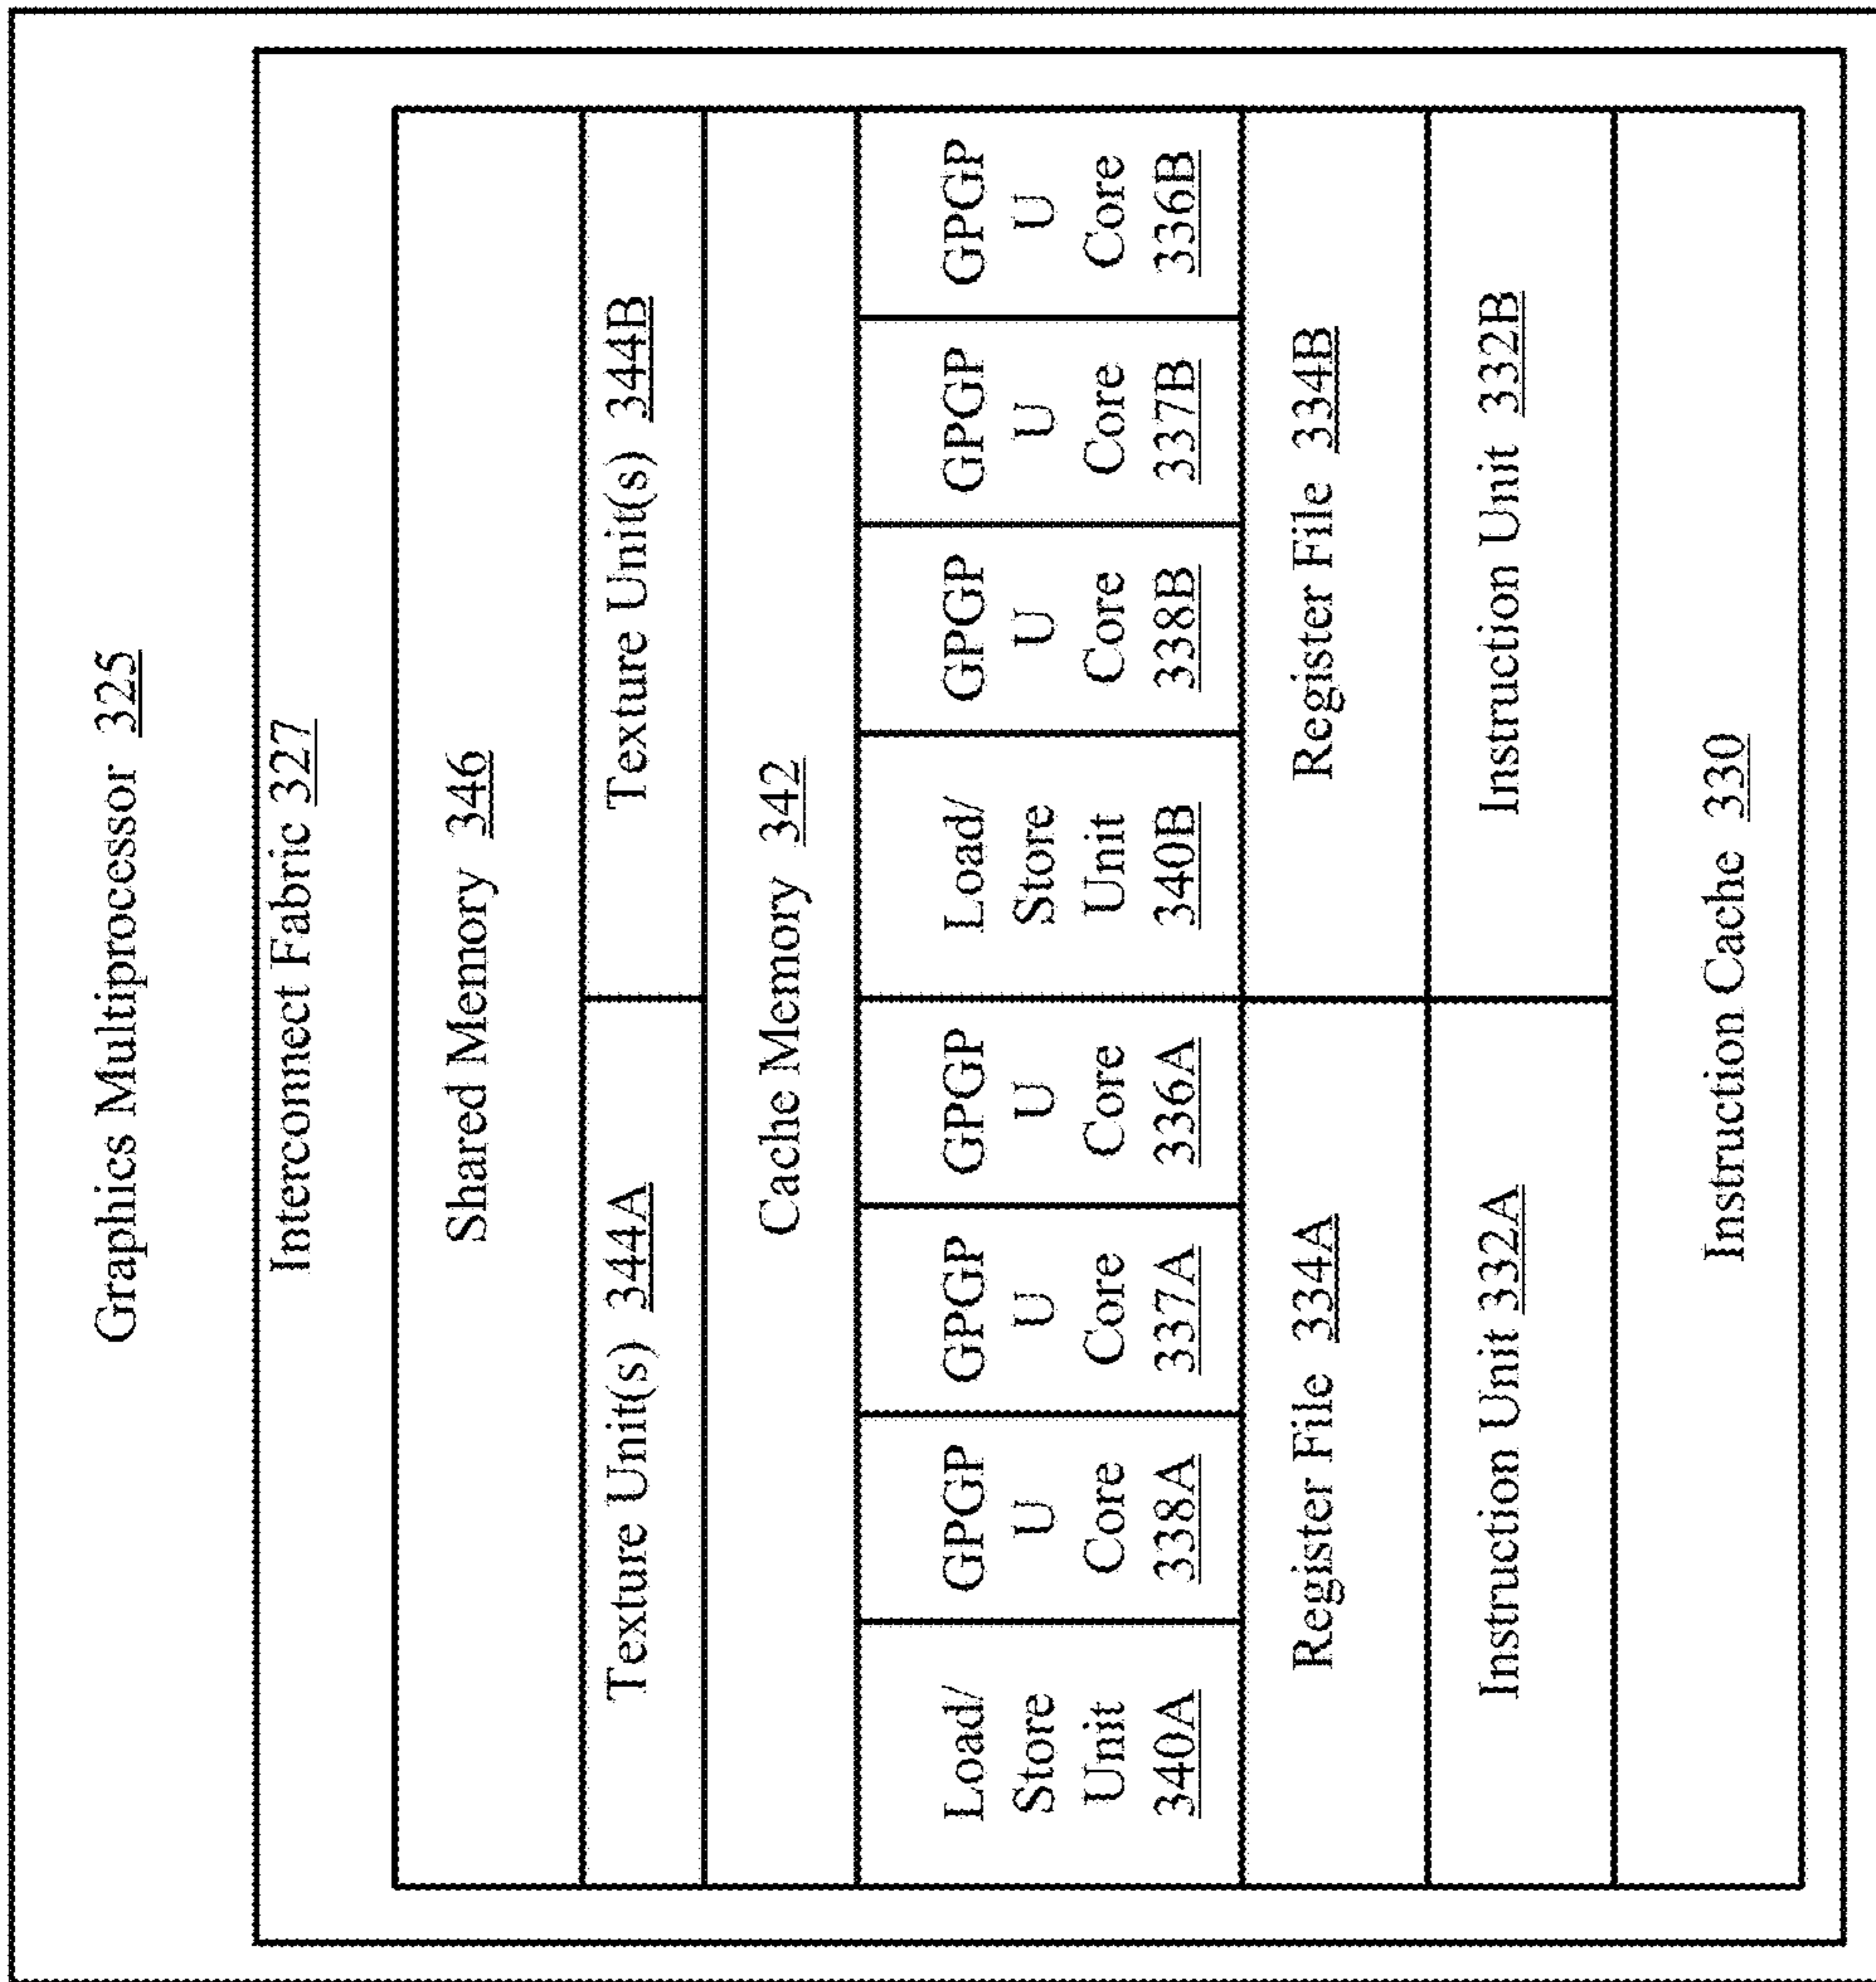 Graphics Multiprocessor 325
Interconnect Fabric 327
Shared Memory 346
Texture Unit(s) 344A
Texture Unit(s) 344B
Cache Memory 342
Load/
Store
Unit
340A
GPGP
U
Core
338A
GPGP
U
Core
337A
GPGP
U
Core
336A
Load/
Store
Unit
340B
GPGP
U
Core
338B
GPGP
U
Core
337B
GPGP
U
Core
336B
Register File 334A
Register File 334B
Instruction Unit 332A
Instruction Unit 332B
Instruction Cache 330